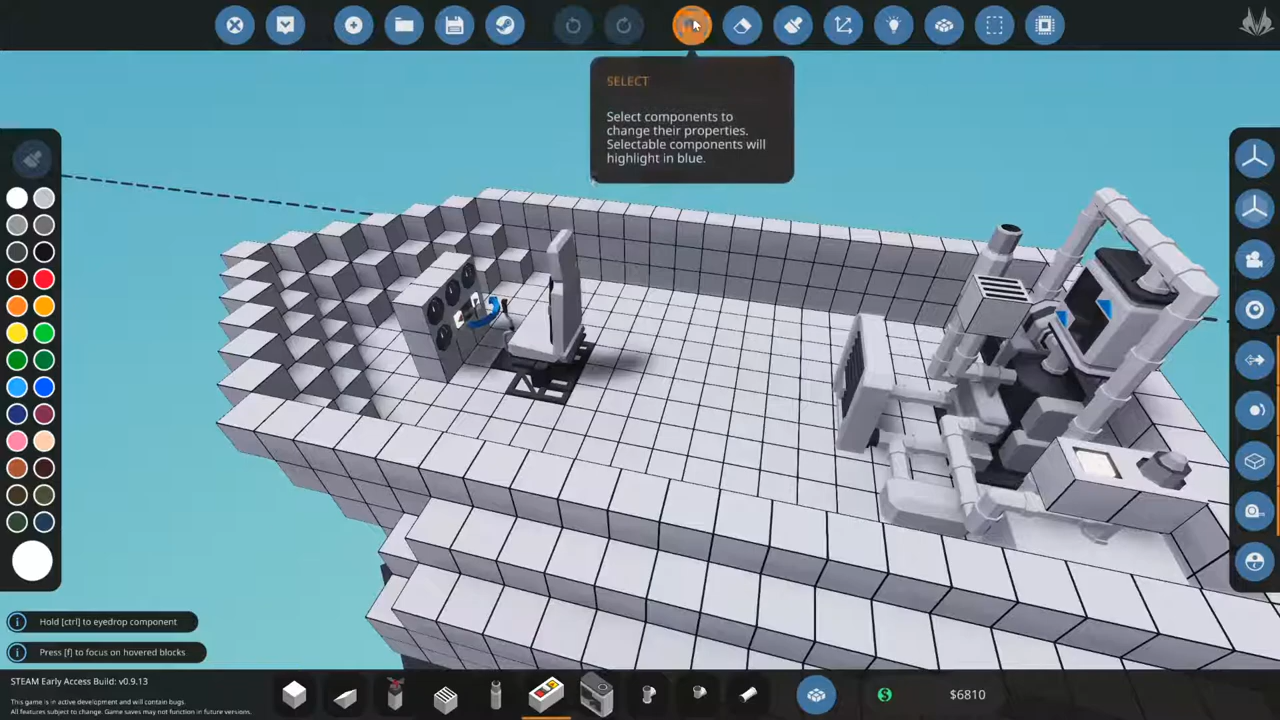 SELECT
Select components to
change their properties.
Selectable components will
highlight in blue.
Hold [ctrl] to eyedrop component
Press [f] to focus on hovered blocks
STEAM Early Access Build: v0.9.13
This game is in active development and will contain bugs.
All features subject to change. Game saves may not function in future versions.
$6810